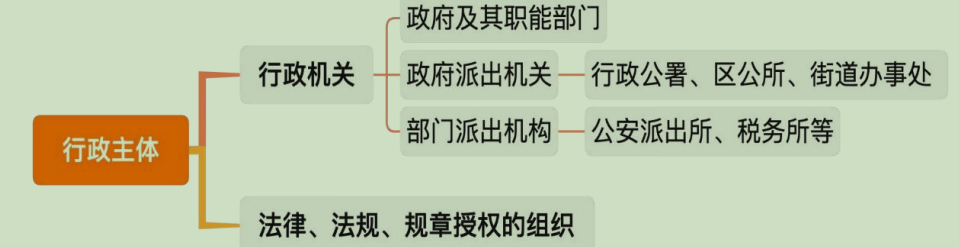 政府及其职能部门
行政机关
政府派出机关
行政公署、区公所、街道办事处
部门派出机构
公安派出所、税务所等
行政主体
法律、法规、规章授权的组织